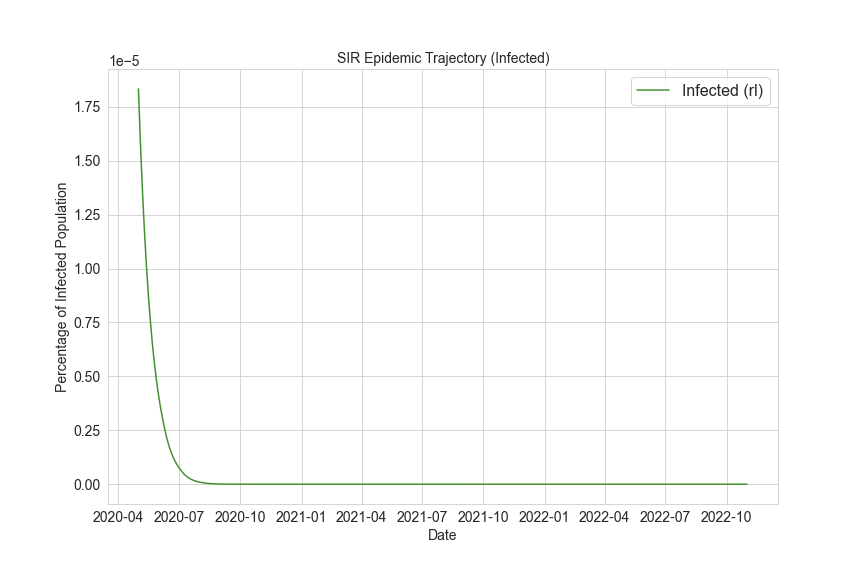 SIR Epidemic Trajectory (Infected)
1e−5
Infected (rI)
1.75
1.50
1.25
1.00
0.75
0.50
0.25
0.00
Percentage of Infected Population
2020-04 2020-07 2020-10 2021-01 2021-04 2021-07 2021-10 2022-01 2022-04 2022-07 2022-10
Date